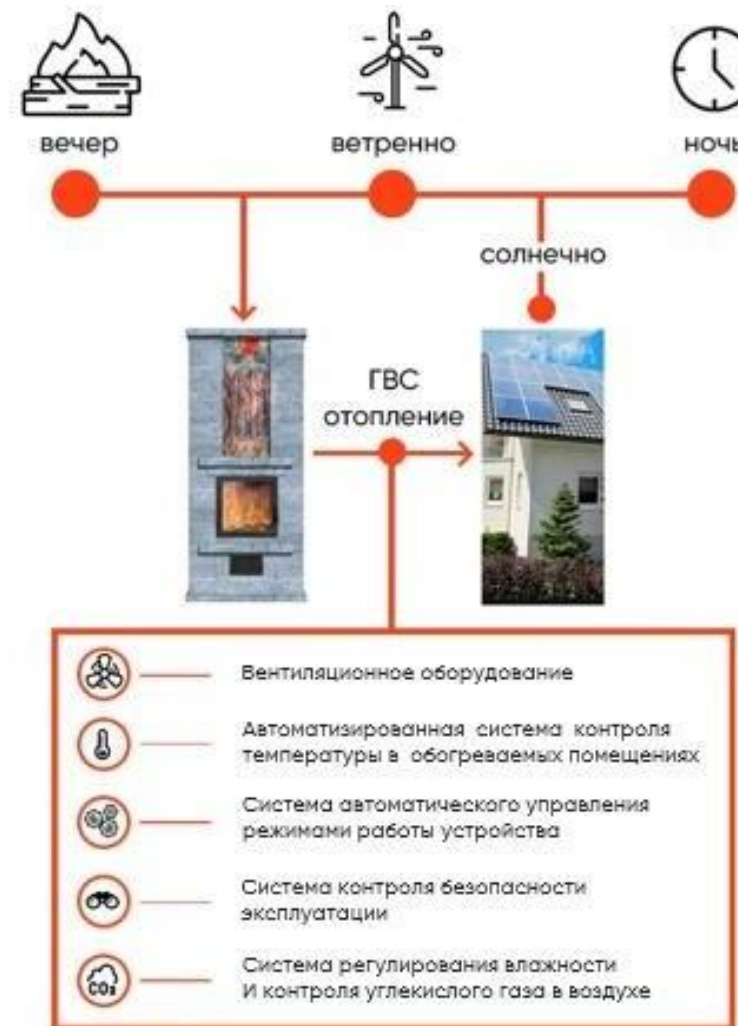 вечер
ветренно
ночь
солнечно
ГВС
отопление
Вентиляционное оборудование
Автоматизированная система контроля
температуры в обогреваемых помещениях
Система автоматического управления
режимами работы устройства
Система контроля безопасности
эксплуатации
Система регулирования влажности
И контроля углекислого газа в воздухе
CO₂